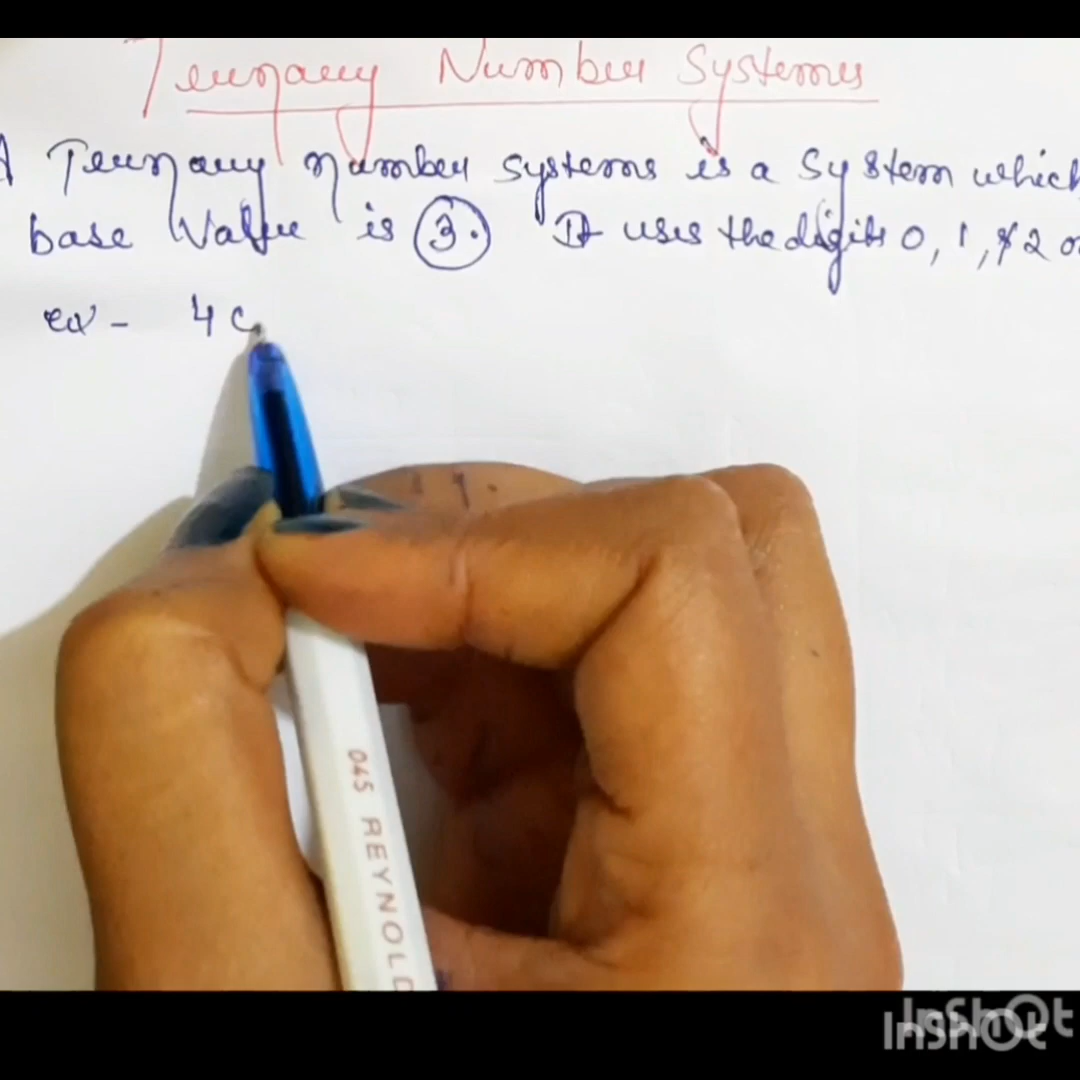 Ternary Number Systems
A Ternary number systems is a System which
base Value is 3. It uses the digits 0, 1, & 2 o
ex - 4 c
045 REYNOLD
InShOt
InShOt